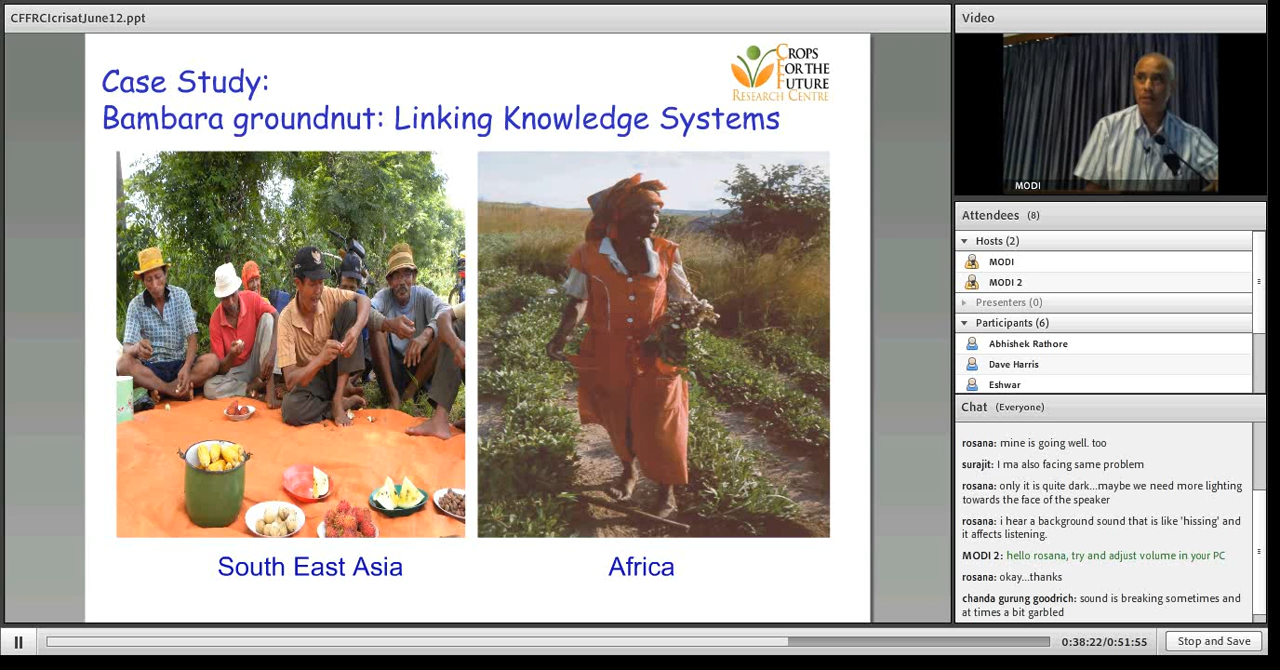 CFFRCIcrisatJune12.ppt
Case Study:
Bambara groundnut: Linking Knowledge Systems
CROPS
FOR THE
FUTURE
RESEARCH CENTRE
South East Asia
Africa
Video
MODI
Attendees (8)
Hosts (2)
MODI
MODI 2
Presenters (0)
Participants (6)
Abhishek Rathore
Dave Harris
Eshwar
Chat (Everyone)
rosana: mine is going well. too
surajit: I ma also facing same problem
rosana: only it is quite dark...maybe we need more lighting
towards the face of the speaker
rosana: i hear a background sound that is like 'hissing' and
it affects listening.
MODI 2: hello rosana, try and adjust volume in your PC
rosana: okay...thanks
chanda gurung goodrich: sound is breaking sometimes and
at times a bit garbled
0:38:22/0:51:55
Stop and Save